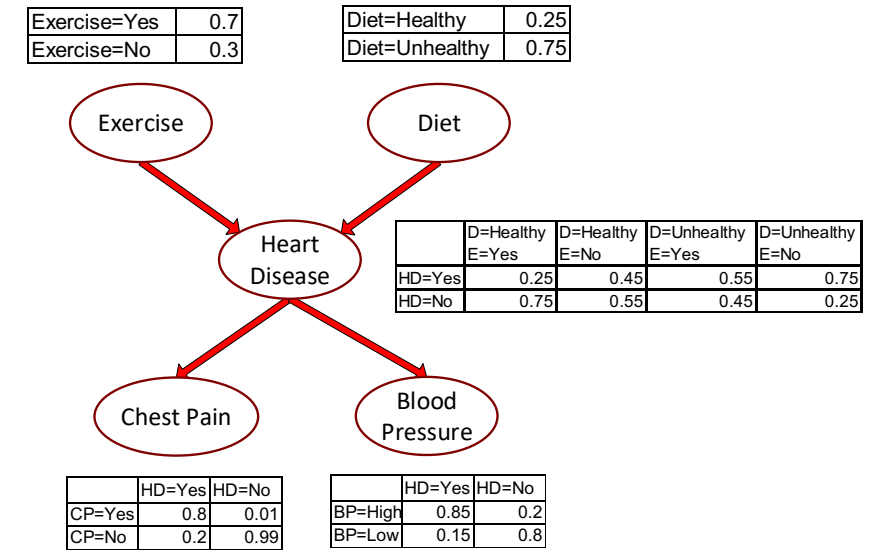 Exercise=Yes 0.7
Exercise=No 0.3
Diet=Healthy 0.25
Diet=Unhealthy 0.75
Exercise
Diet
Heart
Disease
D=Healthy D=Healthy D=Unhealthy D=Unhealthy
E=Yes E=No E=Yes E=No
HD=Yes 0.25 0.45 0.55 0.75
HD=No 0.75 0.55 0.45 0.25
Chest Pain
Blood
Pressure
HD=Yes HD=No
CP=Yes 0.8 0.01
CP=No 0.2 0.99
HD=Yes HD=No
BP=High 0.85 0.2
BP=Low 0.15 0.8